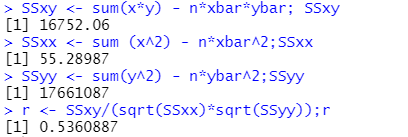 > SSxy <- sum(x*y) - n*xbar*ybar; SSxy
[1] 16752.06
> SSxx <- sum (x^2) - n*xbar^2;SSxx
[1] 55.28987
> SSyy <- sum(y^2) - n*ybar^2;SSyy
[1] 17661087
> r <- SSxy/(sqrt(SSxx)*sqrt(SSyy));r
[1] 0.5360887